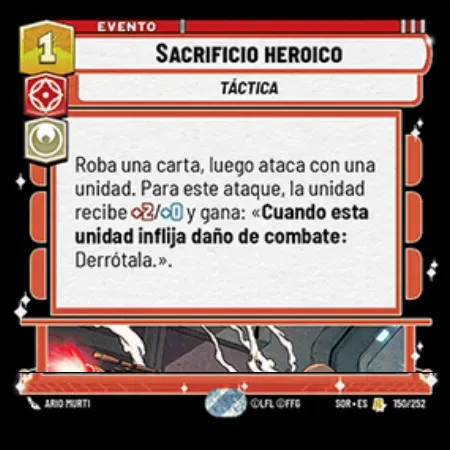 EVENTO
1
SACRIFICIO HEROICO
TÁCTICA
Roba una carta, luego ataca con una
unidad. Para este ataque, la unidad
recibe +2/+0 y gana: «Cuando esta
unidad inflija daño de combate:
Derrótala.».
ARIO MURTI
©LFL ©FFG
SOR • ES
150/252